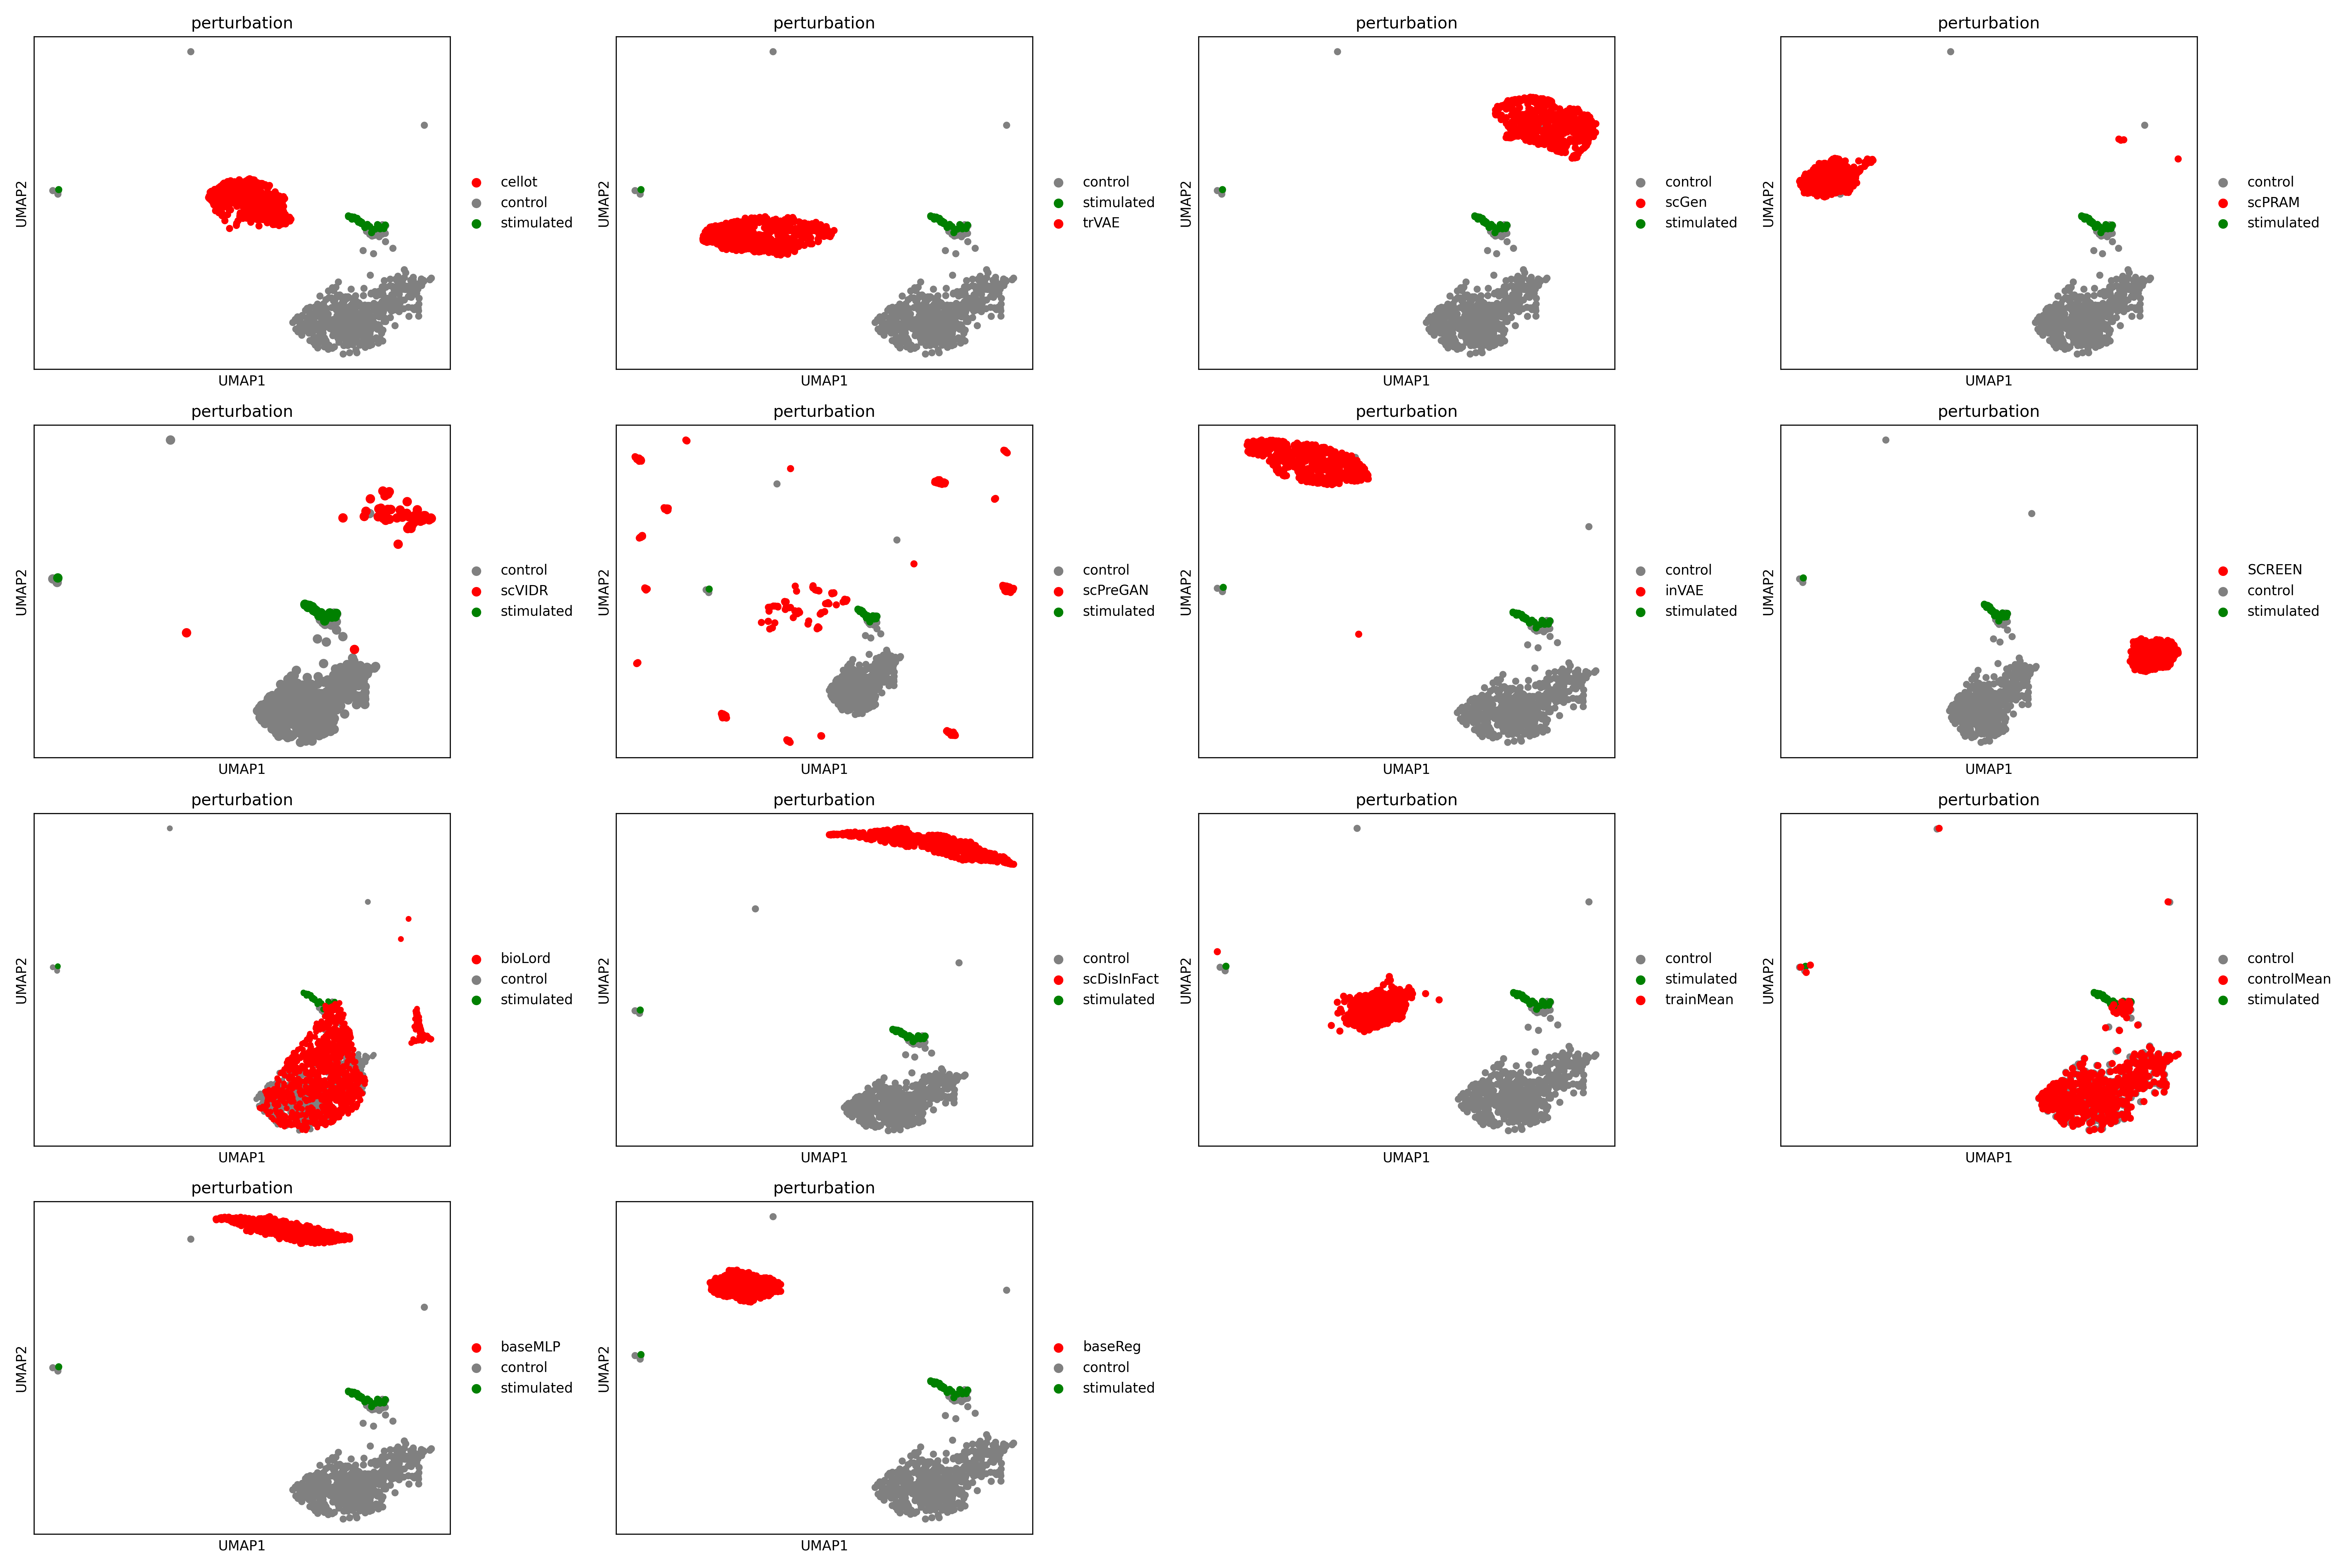 perturbation
UMAP2
cellot
control
stimulated
UMAP1
perturbation
UMAP2
control
stimulated
trVAE
UMAP1
perturbation
UMAP2
control
scGen
stimulated
UMAP1
perturbation
UMAP2
control
scPRAM
stimulated
UMAP1
perturbation
UMAP2
control
scVIDR
stimulated
UMAP1
perturbation
UMAP2
control
scPreGAN
stimulated
UMAP1
perturbation
UMAP2
control
inVAE
stimulated
UMAP1
perturbation
UMAP2
SCREEN
control
stimulated
UMAP1
perturbation
UMAP2
bioLord
control
stimulated
UMAP1
perturbation
UMAP2
control
scDisInFact
stimulated
UMAP1
perturbation
UMAP2
control
stimulated
trainMean
UMAP1
perturbation
UMAP2
control
controlMean
stimulated
UMAP1
perturbation
UMAP2
baseMLP
control
stimulated
UMAP1
perturbation
UMAP2
baseReg
control
stimulated
UMAP1